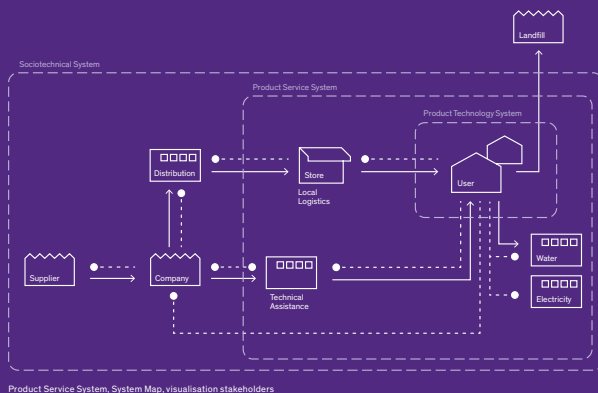 Landfill
Sociotechnical System
Product Service System
Product Technology System
Distribution
Store
Local
Logistics
User
Supplier
Company
Technical
Assistance
Water
Electricity
Product Service System, System Map, visualisation stakeholders